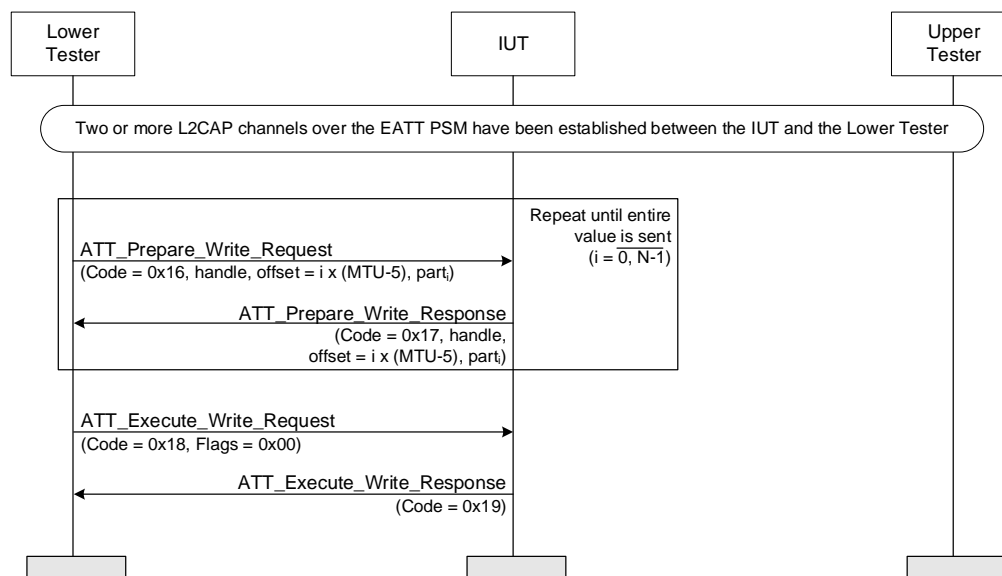 Lower
Tester
IUT
Upper
Tester
Two or more L2CAP channels over the EATT PSM have been established between the IUT and the Lower Tester
Repeat until entire
value is sent
(i = 0, N-1)
ATT_Prepare_Write_Request
(Code = 0x16, handle, offset = i x (MTU-5), partᵢ)
ATT_Prepare_Write_Response
(Code = 0x17, handle,
offset = i x (MTU-5), partᵢ)
ATT_Execute_Write_Request
(Code = 0x18, Flags = 0x00)
ATT_Execute_Write_Response
(Code = 0x19)